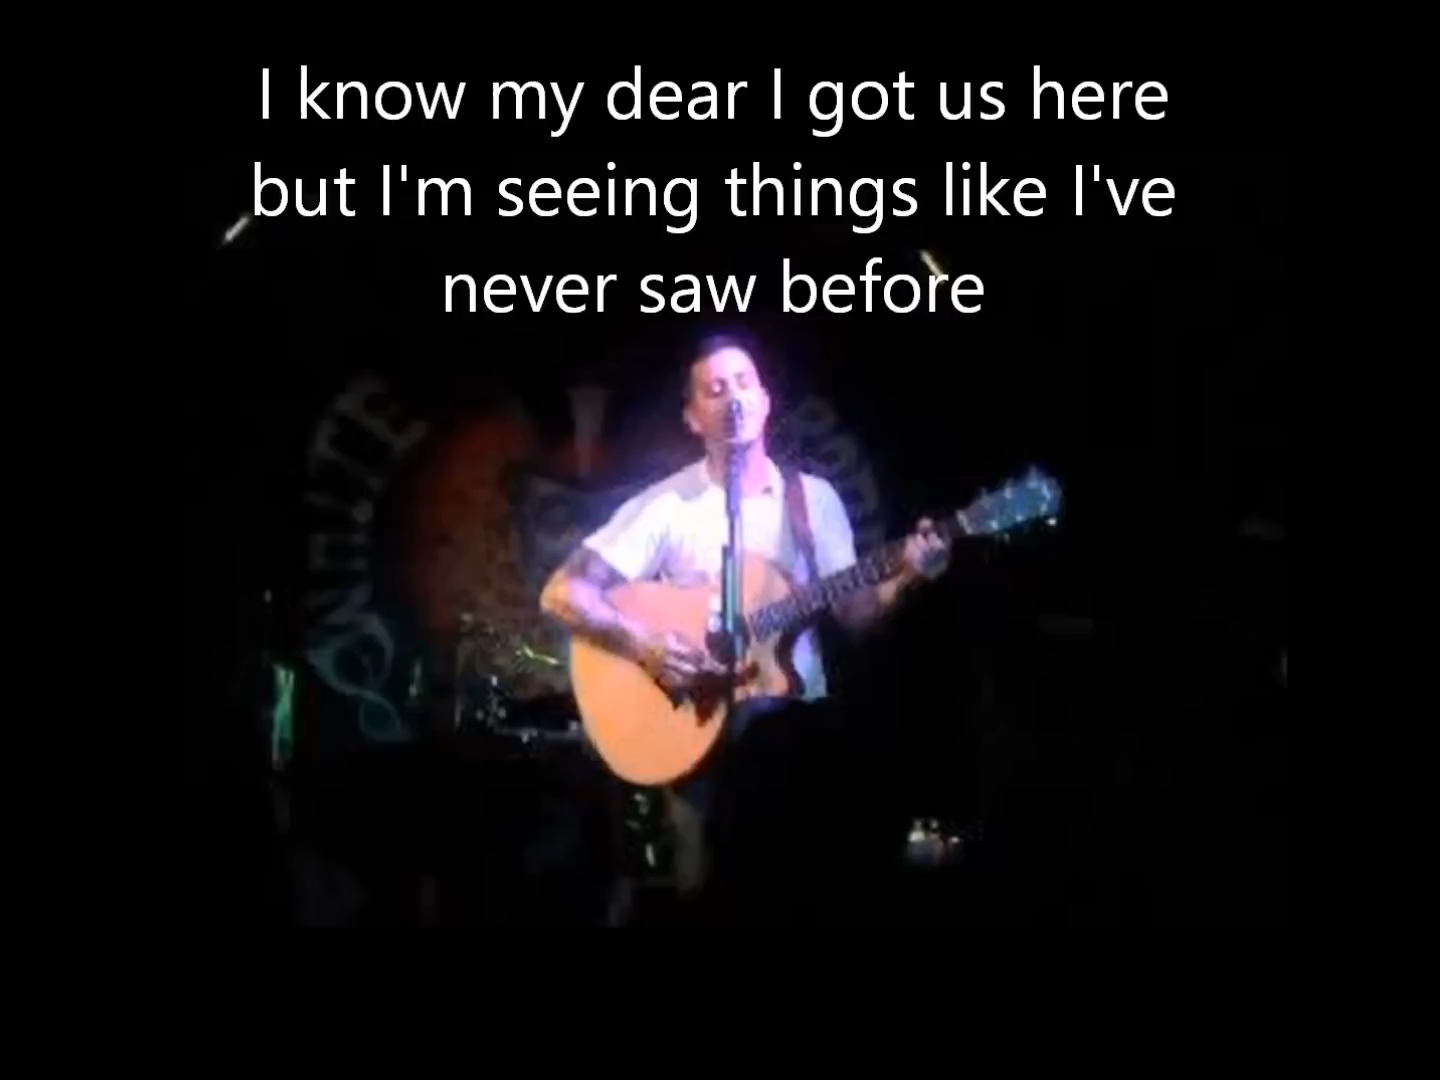 I know my dear I got us here
but I'm seeing things like I've
never saw before